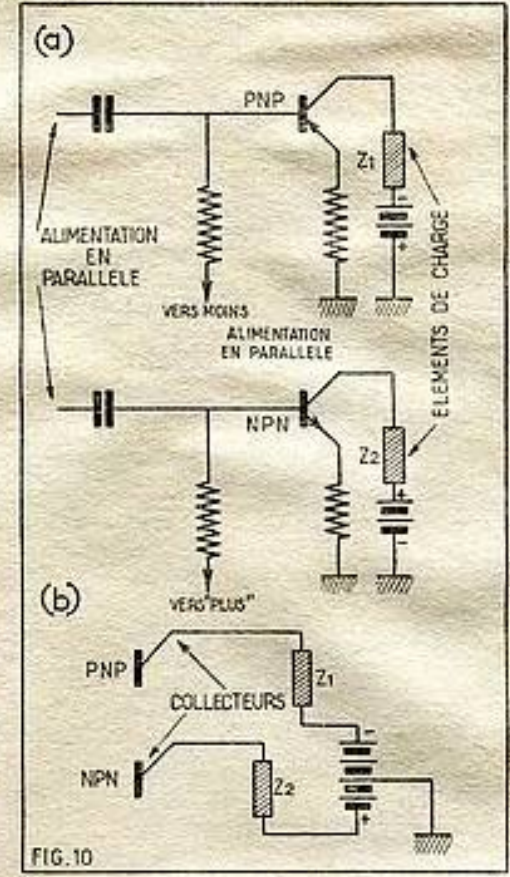 (a)
PNP
Z1
-
+
ALIMENTATION
EN
PARALLELE
VERS MOINS
ALIMENTATION
EN PARALLELE
ELEMENTS DE CHARGE
NPN
Z2
+
-
VERS "PLUS"
(b)
PNP
Z1
COLLECTEURS
-
NPN
Z2
+
FIG.10